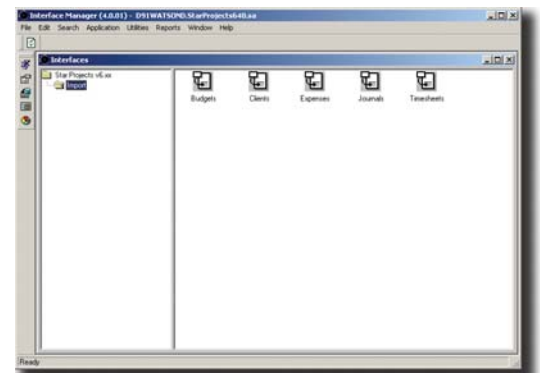 Interface Manager (4.0.01) - D91WATSOND.StarProjects640.aa
File Edit Search Application Utilities Reports Window Help
Interfaces
Star Projects v6.xx
Import
Budgets Clients Expenses Journals Timesheets
Ready